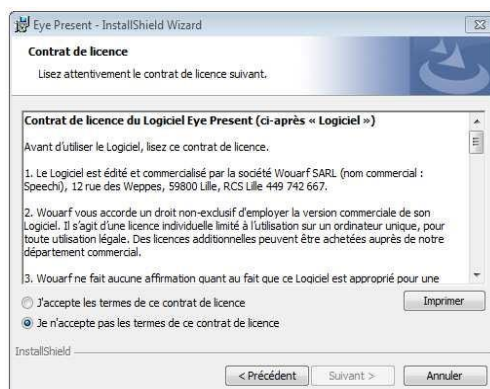 Eye Present - InstallShield Wizard
Contrat de licence
Lisez attentivement le contrat de licence suivant.
Contrat de licence du Logiciel Eye Present (ci-après « Logiciel »)
Avant d'utiliser le Logiciel, lisez ce contrat de licence.
1. Le Logiciel est édité et commercialisé par la société Wouarf SARL (nom commercial :
Speechi), 12 rue des Weppes, 59800 Lille, RCS Lille 449 742 667.
2. Wouarf vous accorde un droit non-exclusif d'employer la version commerciale de son
Logiciel. Il s'agit d'une licence individuelle limité à l'utilisation sur un ordinateur unique, pour
toute utilisation légale. Des licences additionnelles peuvent être achetées auprès de notre
département commercial.
3. Wouarf ne fait aucune affirmation quant au fait que ce Logiciel est approprié pour une
J'accepte les termes de ce contrat de licence
Imprimer
Je n'accepte pas les termes de ce contrat de licence
InstallShield
< Précédent
Suivant >
Annuler